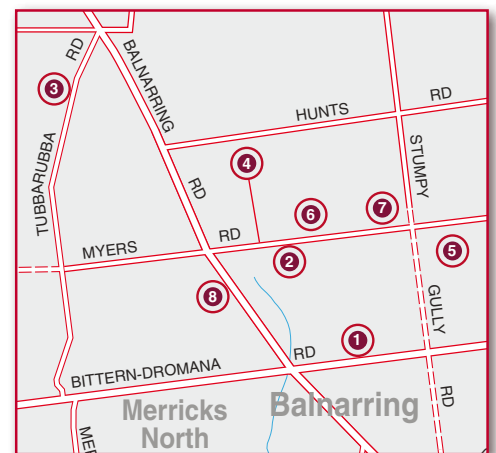 RD
BALNARRING
3
HUNTS
RD
TUBBARUBBA
4
STUMPY
RD
6
7
MYERS
RD
2
5
8
GULLY
1
RD
BITTERN-DROMANA
Merricks
North
Balnarring
RD
MER